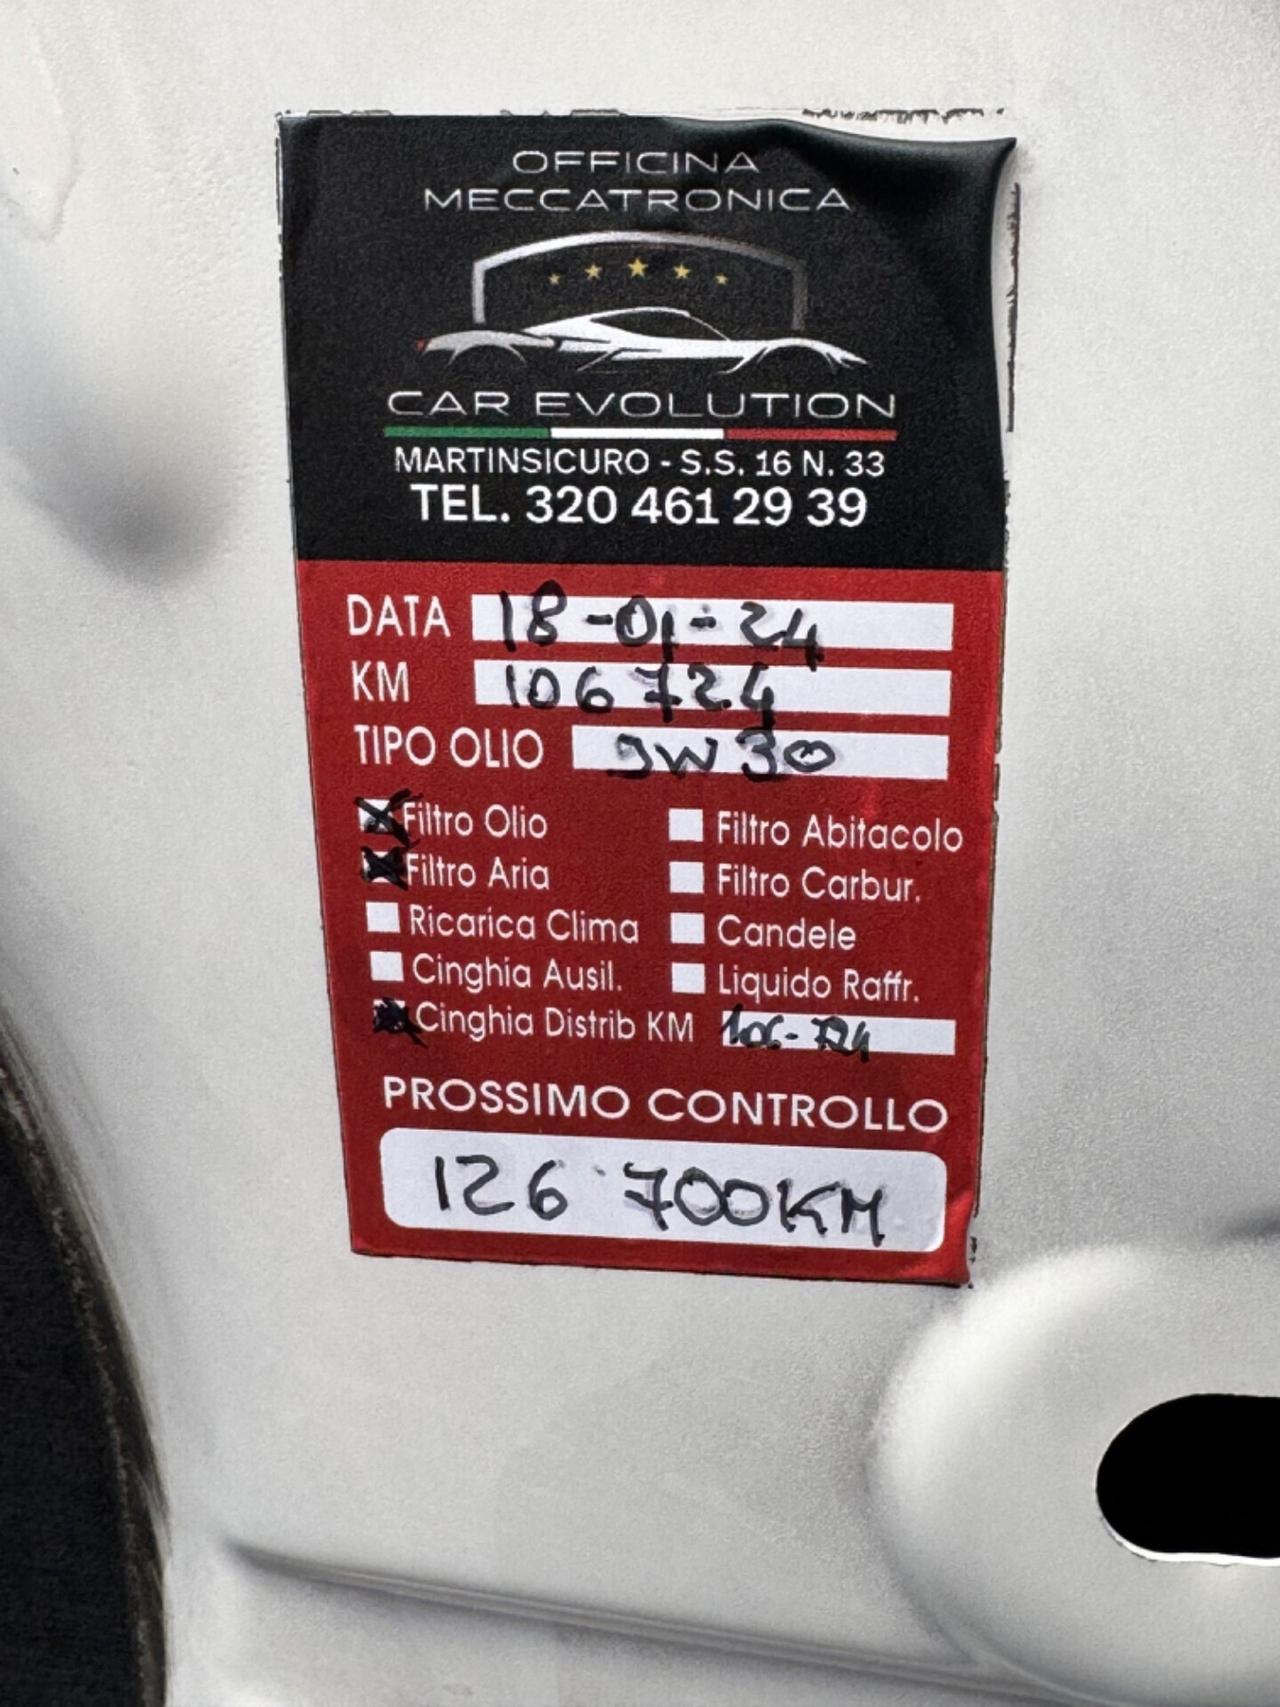 OFFICINA
MECCATRONICA
CAR EVOLUTION
MARTINSICURO - S.S. 16 N. 33
TEL. 320 461 29 39
DATA 18-01-24
KM 106724
TIPO OLIO 5W30
Filtro Olio Filtro Abitacolo
Filtro Aria Filtro Carbur.
Ricarica Clima Candele
Cinghia Ausil. Liquido Raffr.
Cinghia Distrib KM 106-724
PROSSIMO CONTROLLO
126 700KM